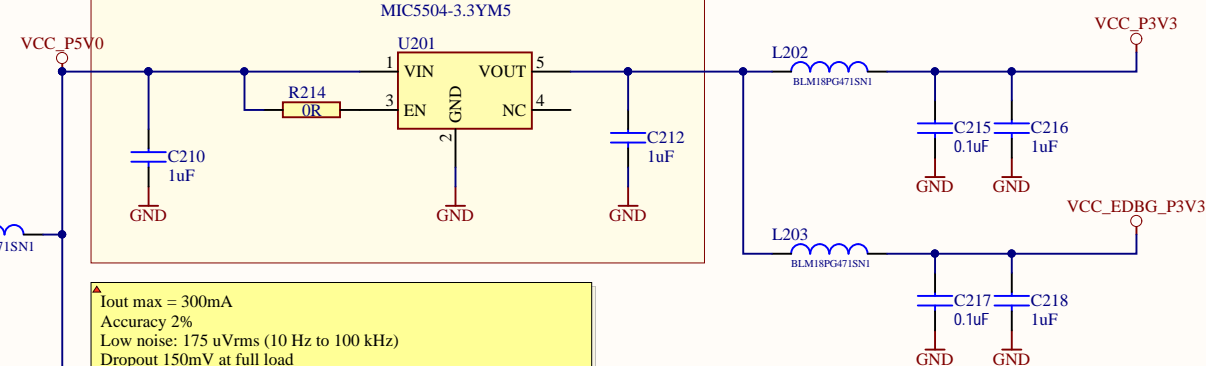 MIC5504-3.3YM5
VCC_P5V0
U201
1
VIN
VOUT
5
R214
0R
3
EN
GND
NC
4
2
C210
1uF
GND
GND
C212
1uF
GND
L202
BLM18PG471SN1
VCC_P3V3
C215
0.1uF
C216
1uF
GND
GND
VCC_EDBG_P3V3
L203
BLM18PG471SN1
C217
0.1uF
C218
1uF
GND
GND
71SN1
Iout max = 300mA
Accuracy 2%
Low noise: 175 uVrms (10 Hz to 100 kHz)
Dropout 150mV at full load